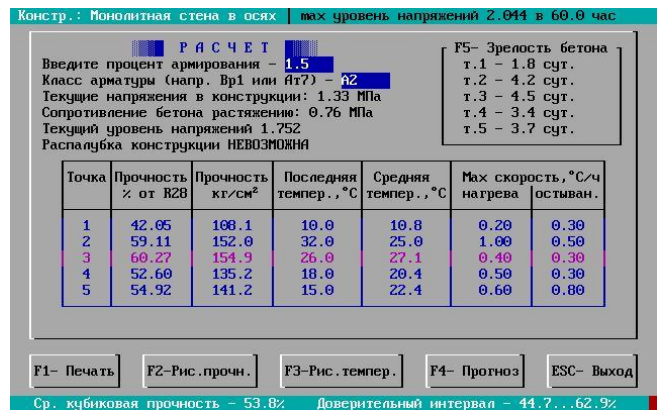 Констр.: Монолитная стена в осях max уровень напряжений 2.044 в 60.0 час
РАСЧЕТ
Введите процент армирования - 1.5
Класс арматуры (напр. Вр1 или Ат7) - А2
Текущие напряжения в конструкции: 1.33 МПа
Сопротивление бетона растяжению: 0.76 МПа
Текущий уровень напряжений 1.752
Распалубка конструкции НЕВОЗМОЖНА
F5- Зрелость бетона
т.1 - 1.8 сут.
т.2 - 4.2 сут.
т.3 - 4.5 сут.
т.4 - 3.4 сут.
т.5 - 3.7 сут.
Точка Прочность Прочность Последняя Средняя Мах скорость,°С/ч
% от R28 кг/см² темпер.,°С темпер.,°С нагрева остыван.
1 42.05 108.1 10.0 10.8 0.20 0.30
2 59.11 152.0 32.0 25.0 1.00 0.50
3 60.27 154.9 26.0 27.1 0.40 0.30
4 52.60 135.2 18.0 20.4 0.50 0.30
5 54.92 141.2 15.0 22.4 0.60 0.80
F1- Печать F2-Рис.прочн. F3-Рис.темпер. F4- Прогноз ESC- Выход
Ср. кубиковая прочность - 53.8% Доверительный интервал - 44.7...62.9%